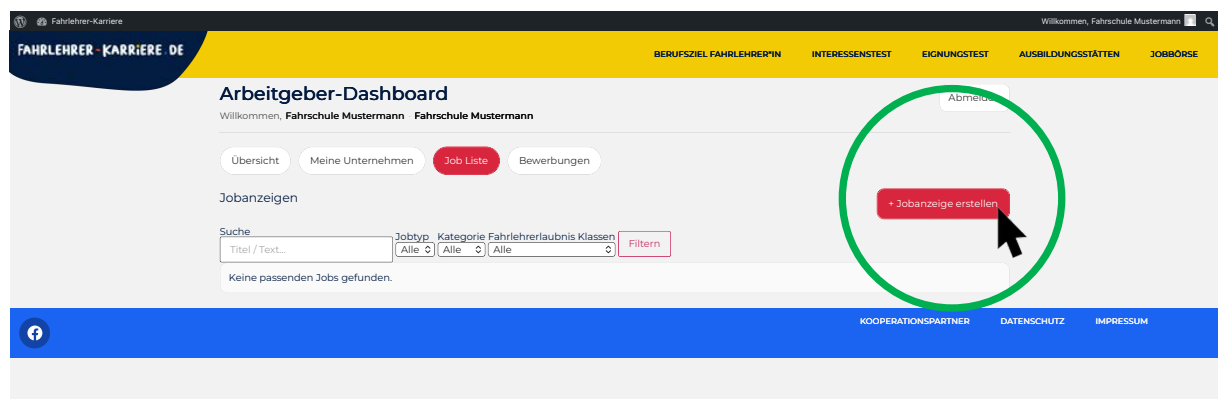 Fahrlehrer-Karriere
Willkommen, Fahrschule Mustermann
FAHRLEHRER-KARRiERE.DE
BERUFSZIEL FAHRLEHRER*IN INTERESSENSTEST EIGNUNGSTEST AUSBILDUNGSSTÄTTEN JOBBÖRSE
Arbeitgeber-Dashboard
Abmelden
Willkommen, Fahrschule Mustermann · Fahrschule Mustermann
Übersicht Meine Unternehmen Job Liste Bewerbungen
Jobanzeigen
+ Jobanzeige erstellen
Suche Jobtyp Kategorie Fahrlehrerlaubnis Klassen
Titel / Text... Alle Alle Alle Filtern
Keine passenden Jobs gefunden.
KOOPERATIONSPARTNER DATENSCHUTZ IMPRESSUM